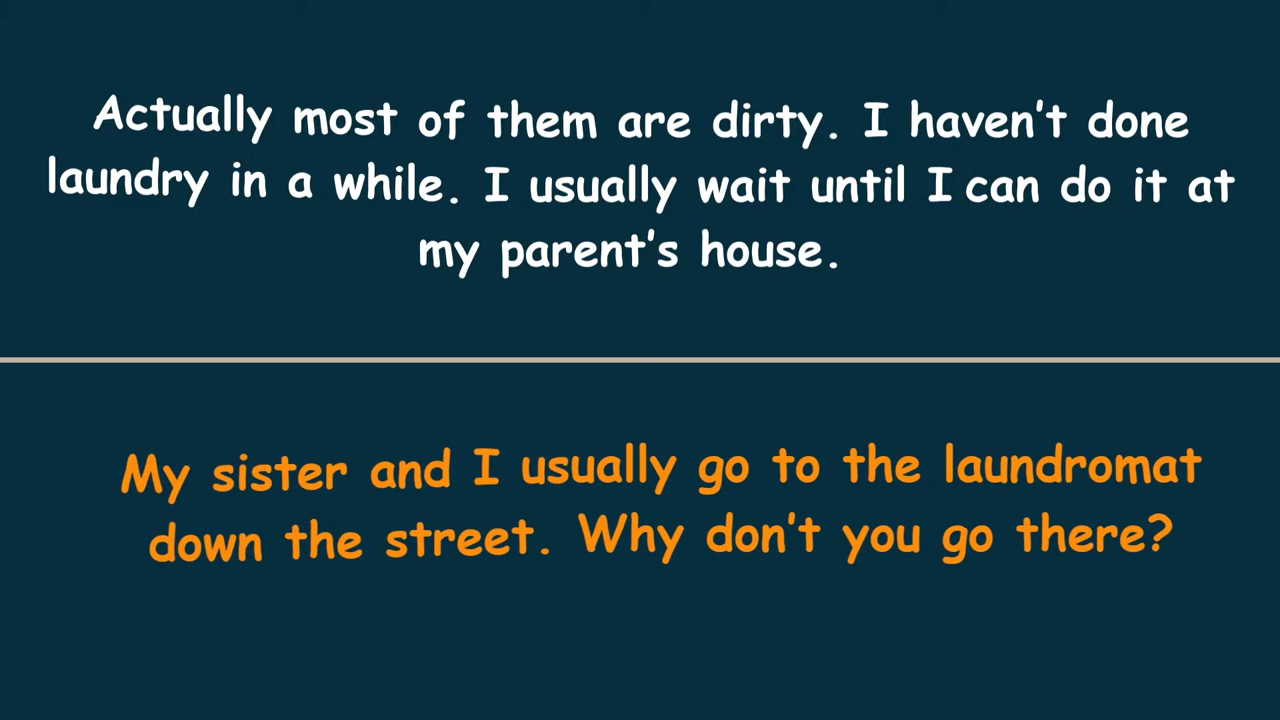 Actually most of them are dirty. I haven't done
laundry in a while. I usually wait until I can do it at
my parent's house.
My sister and I usually go to the laundromat
down the street. Why don't you go there?